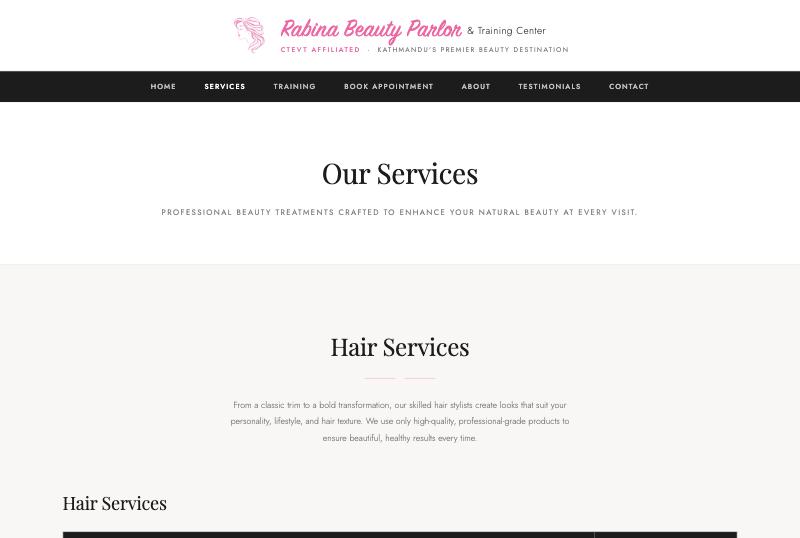 Rabina Beauty Parlor & Training Center
CTEVT AFFILIATED · KATHMANDU'S PREMIER BEAUTY DESTINATION
HOME SERVICES TRAINING BOOK APPOINTMENT ABOUT TESTIMONIALS CONTACT
Our Services
PROFESSIONAL BEAUTY TREATMENTS CRAFTED TO ENHANCE YOUR NATURAL BEAUTY AT EVERY VISIT.
Hair Services
From a classic trim to a bold transformation, our skilled hair stylists create looks that suit your
personality, lifestyle, and hair texture. We use only high-quality, professional-grade products to
ensure beautiful, healthy results every time.
Hair Services